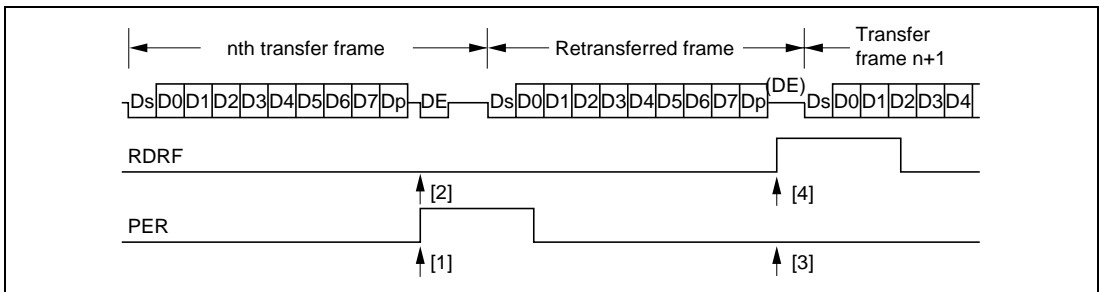 nth transfer frame
Retransferred frame
Transfer
frame n+1
Ds D0 D1 D2 D3 D4 D5 D6 D7 Dp DE Ds D0 D1 D2 D3 D4 D5 D6 D7 Dp (DE) Ds D0 D1 D2 D3 D4
RDRF
[2] [4]
PER
[1] [3]